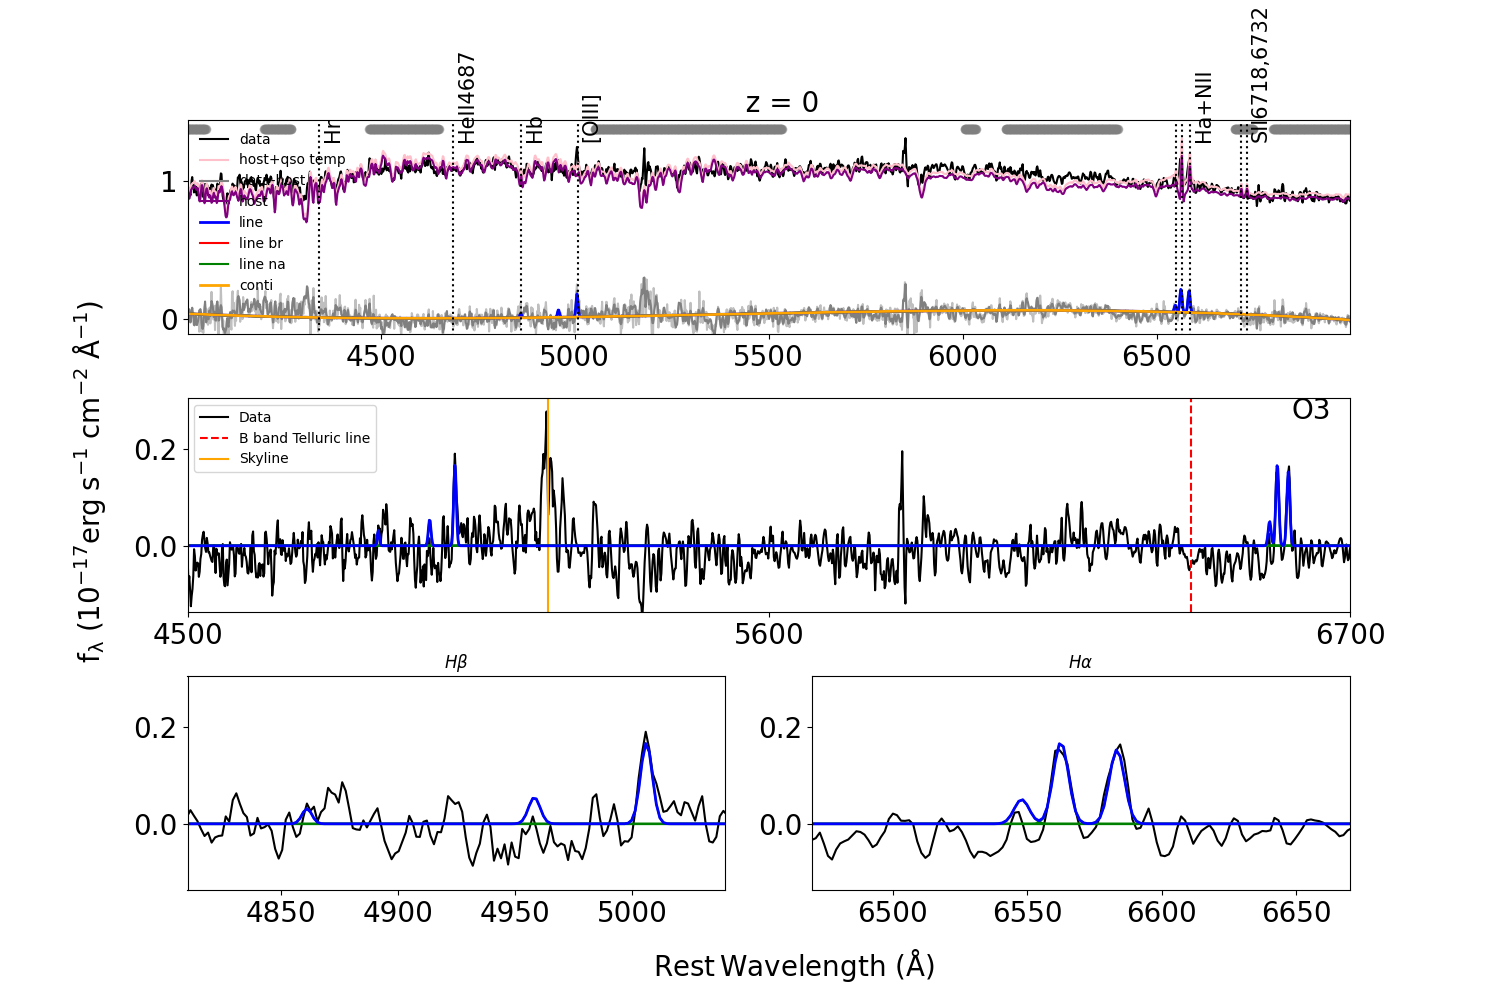 z = 0
Hr
HeII4687
Hb
[OIII]
Ha+NII
SII6718,6732
data
host+qso temp
data-host
host
line
line br
line na
conti
1
0
4500 5000 5500 6000 6500
f_λ (10⁻¹⁷erg s⁻¹ cm⁻² Å⁻¹)
O3
Data
B band Telluric line
Skyline
0.2
0.0
4500 5600 6700
Hβ
0.2
0.0
4850 4900 4950 5000
Hα
0.2
0.0
6500 6550 6600 6650
Rest Wavelength (Å)